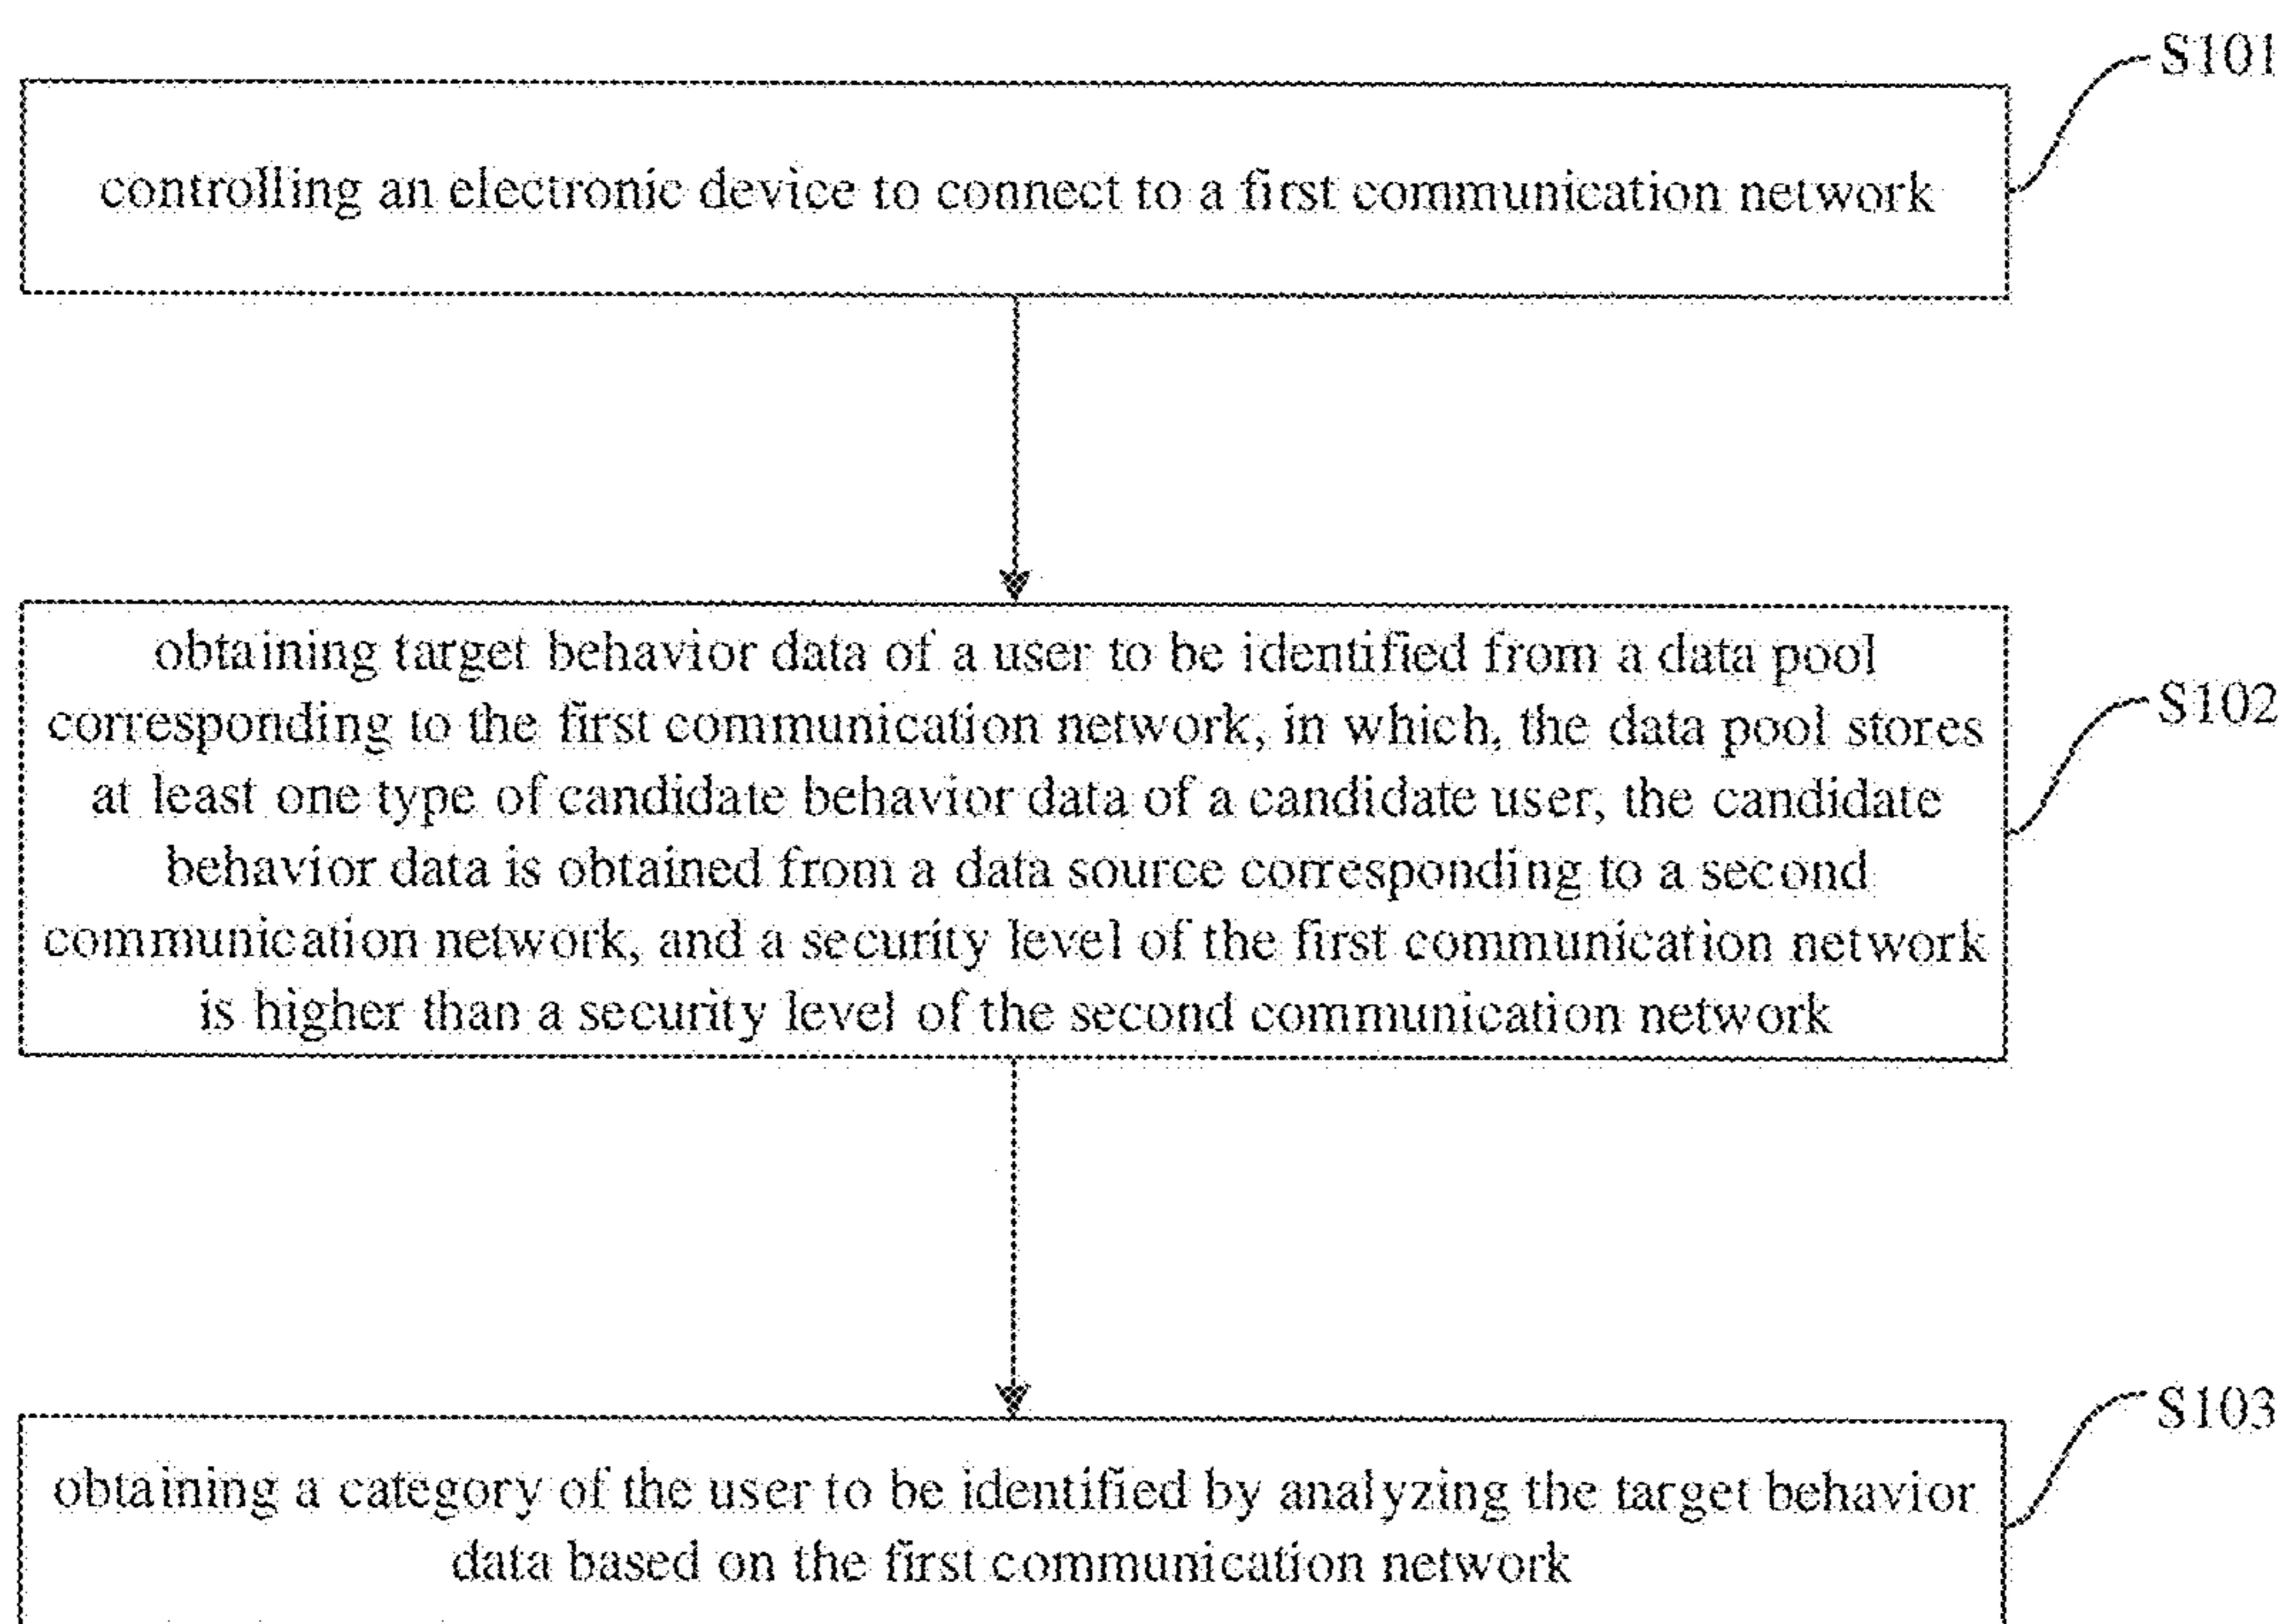 S101
controlling an electronic device to connect to a first communication network
obtaining target behavior data of a user to be identified from a data pool
corresponding to the first communication network, in which, the data pool stores
at least one type of candidate behavior data of a candidate user, the candidate
behavior data is obtained from a data source corresponding to a second
communication network, and a security level of the first communication network
is higher than a security level of the second communication network
S102
S103
obtaining a category of the user to be identified by analyzing the target behavior
data based on the first communication network